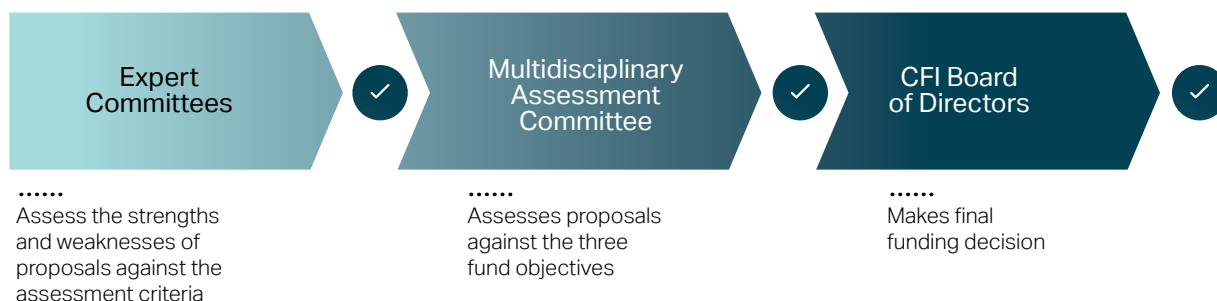 Expert
Committees
Multidisciplinary
Assessment
Committee
CFI Board
of Directors
......
Assess the strengths
and weaknesses of
proposals against the
assessment criteria
......
Assesses proposals
against the three
fund objectives
......
Makes final
funding decision